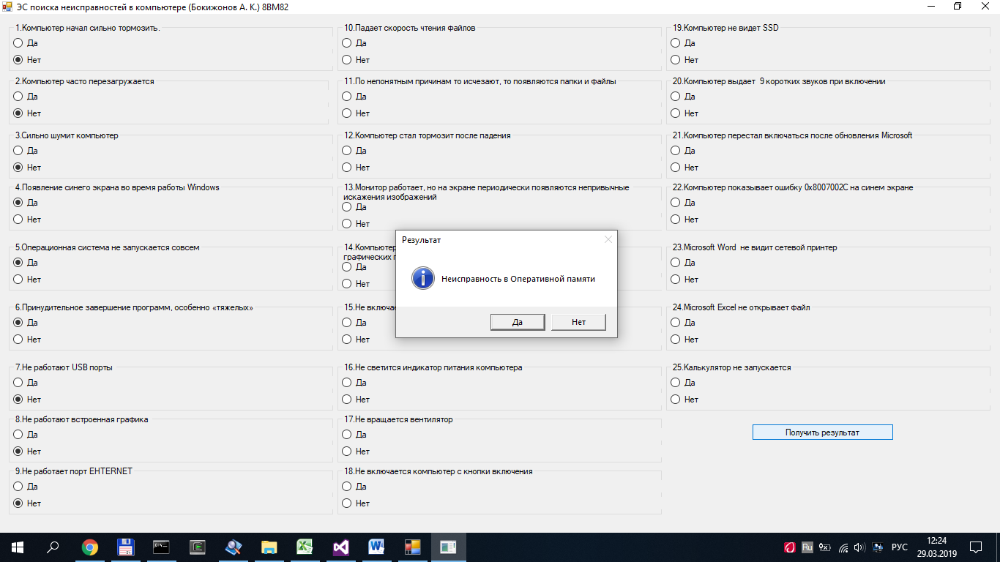 ЭС поиска неисправностей в компьютере (Бокижонов А. К.) 8ВМ82
1.Компьютер начал сильно тормозить.
Да
Нет
2.Компьютер часто перезагружается
Да
Нет
3.Сильно шумит компьютер
Да
Нет
4.Появление синего экрана во время работы Windows
Да
Нет
5.Операционная система не запускается совсем
Да
Нет
6.Принудительное завершение программ, особенно «тяжелых»
Да
Нет
7.Не работают USB порты
Да
Нет
8.Не работают встроенная графика
Да
Нет
9.Не работает порт EHTERNET
Да
Нет
10.Падает скорость чтения файлов
Да
Нет
11.По непонятным причинам то исчезают, то появляются папки и файлы
Да
Нет
12.Компьютер стал тормозит после падения
Да
Нет
13.Монитор работает, но на экране периодически появляются непривычные
искажения изображений
Да
Нет
14.Компьютер
графических
Да
Нет
15.Не включае
Да
Нет
16.Не светится индикатор питания компьютера
Да
Нет
17.Не вращается вентилятор
Да
Нет
18.Не включается компьютер с кнопки включения
Да
Нет
19.Компьютер не видет SSD
Да
Нет
20.Компьютер выдает 9 коротких звуков при включении
Да
Нет
21.Компьютер перестал включаться после обновления Microsoft
Да
Нет
22.Компьютер показывает ошибку 0x8007002C на синем экране
Да
Нет
23.Microsoft Word не видит сетевой принтер
Да
Нет
24.Microsoft Excel не открывает файл
Да
Нет
25.Калькулятор не запускается
Да
Нет
Получить результат
Результат
Неисправность в Оперативной памяти
Да
Нет
Ru
РУС
12:24
29.03.2019